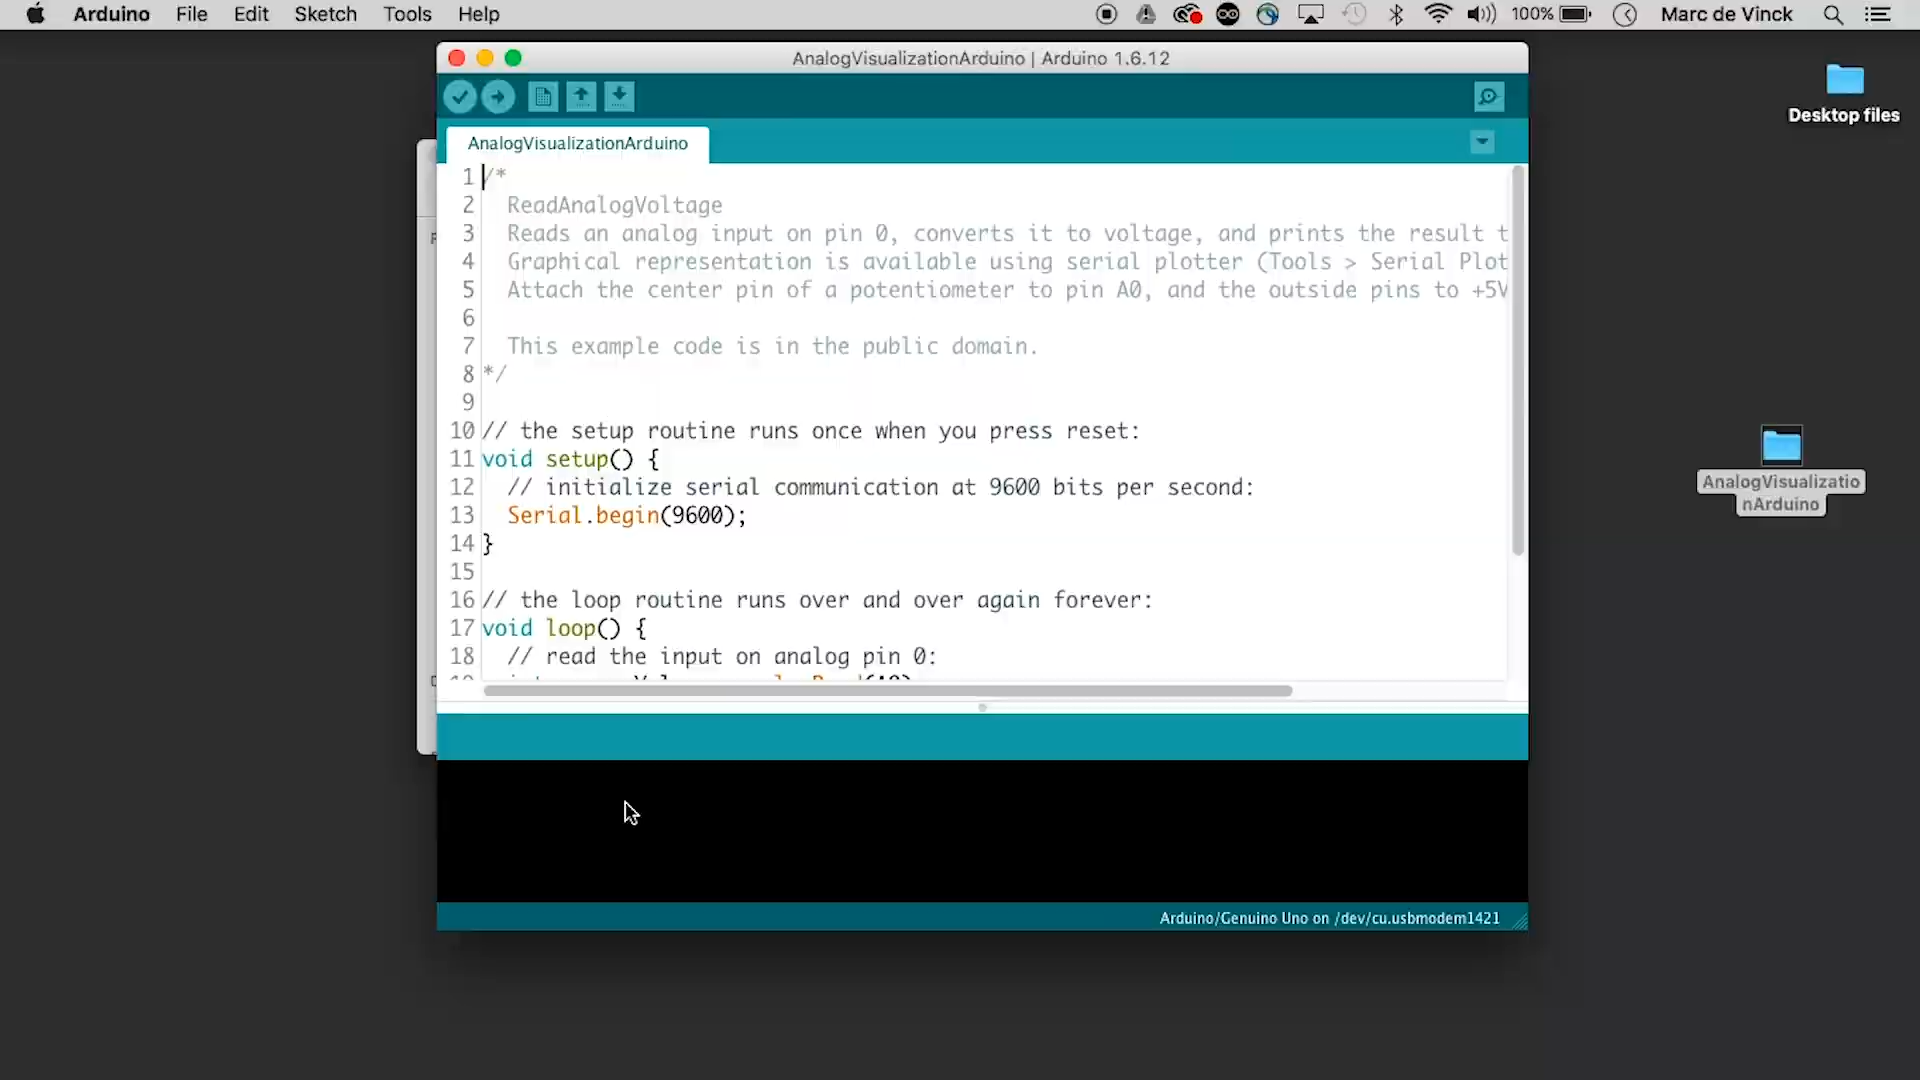 Arduino File Edit Sketch Tools Help
100% Marc de Vinck
AnalogVisualizationArduino | Arduino 1.6.12
AnalogVisualizationArduino
1 /*
2 ReadAnalogVoltage
3 Reads an analog input on pin 0, converts it to voltage, and prints the result t
4 Graphical representation is available using serial plotter (Tools > Serial Plot
5 Attach the center pin of a potentiometer to pin A0, and the outside pins to +5V
6
7 This example code is in the public domain.
8 */
9
10 // the setup routine runs once when you press reset:
11 void setup() {
12 // initialize serial communication at 9600 bits per second:
13 Serial.begin(9600);
14 }
15
16 // the loop routine runs over and over again forever:
17 void loop() {
18 // read the input on analog pin 0:
Arduino/Genuino Uno on /dev/cu.usbmodem1421
Desktop files
AnalogVisualizatio
nArduino